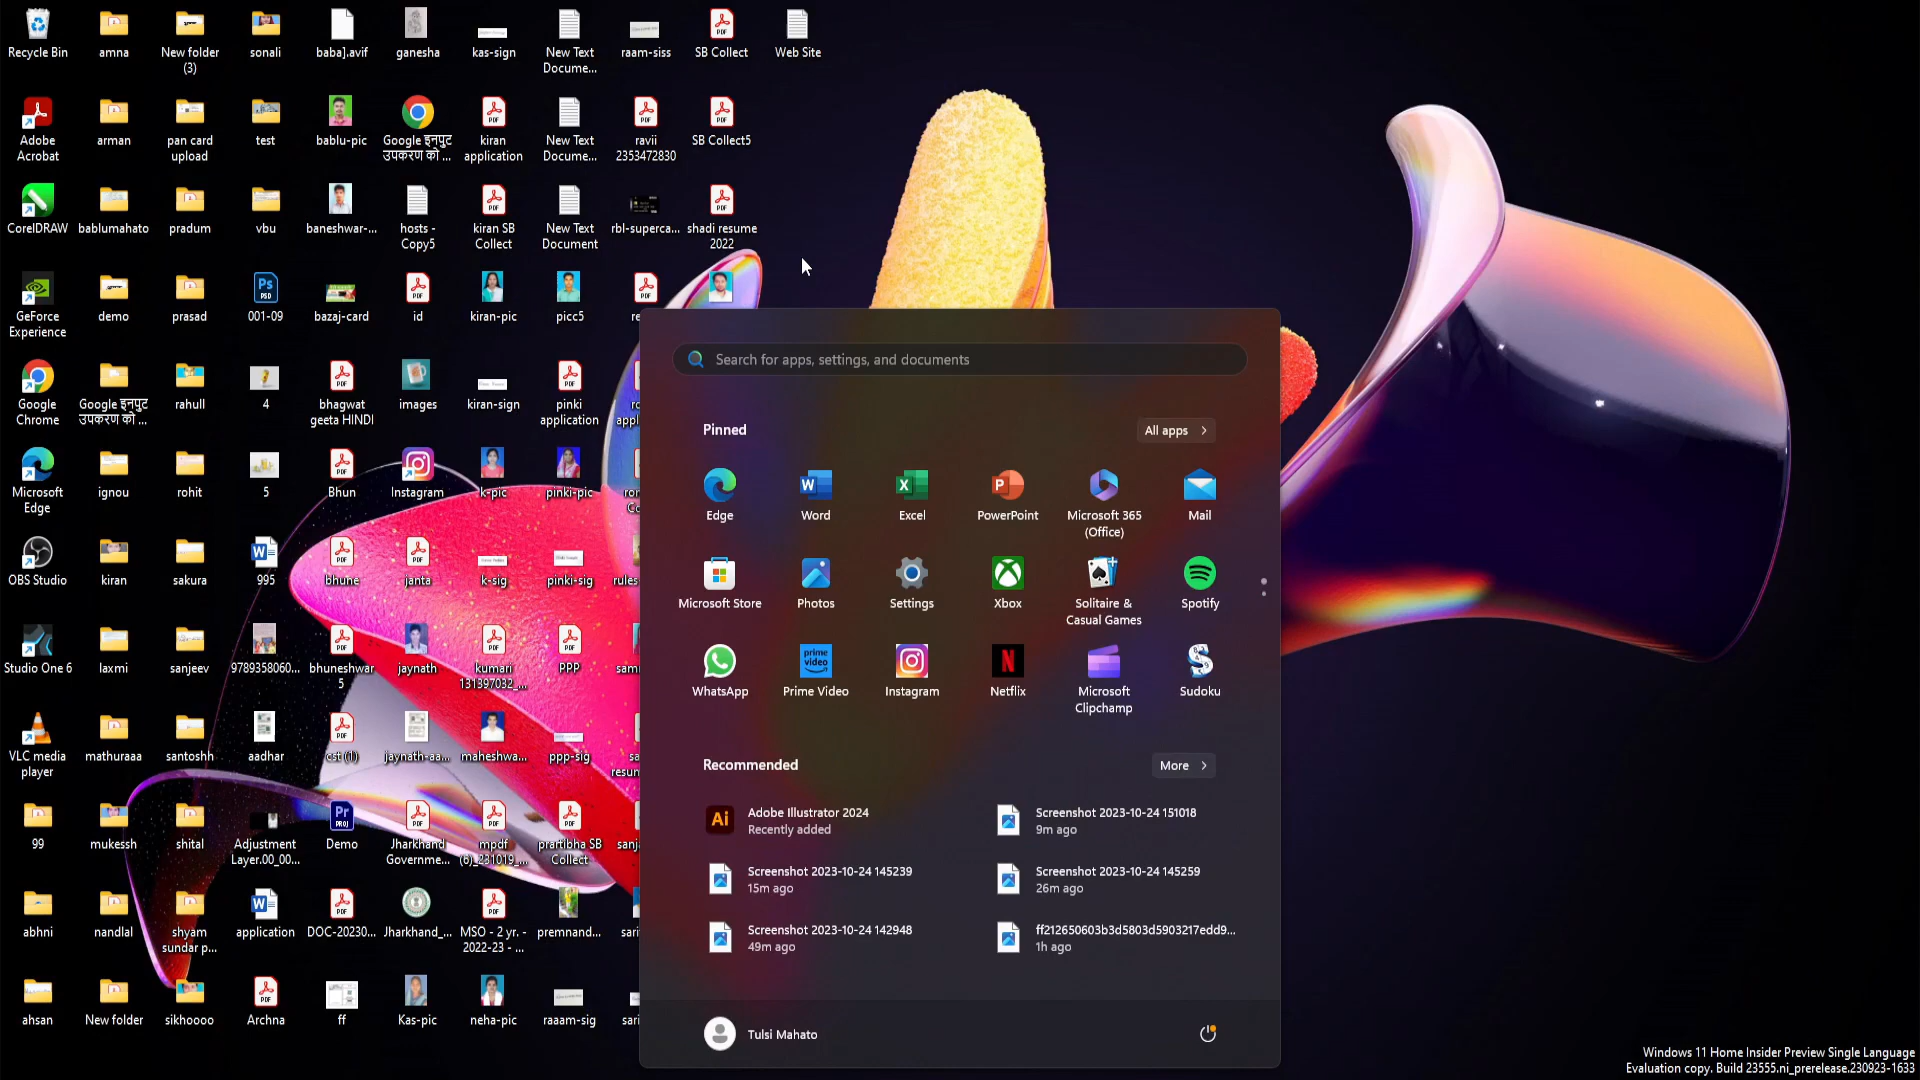 Recycle Bin
amna
New folder
(3)
sonali
baba].avif
ganesha
kas-sign
New Text
Docume...
raam-siss
SB Collect
Web Site
Adobe
Acrobat
arman
pan card
upload
test
bablu-pic
Google इनपुट
उपकरण को ...
kiran
application
New Text
Docume...
ravii
2353472830
SB Collect5
CorelDRAW
bablumahato
pradum
vbu
baneshwar-...
hosts -
Copy5
kiran SB
Collect
New Text
Document
rbl-superca...
shadi resume
2022
GeForce
Experience
demo
prasad
001-09
bazaj-card
id
kiran-pic
picc5
re
Google
Chrome
Google इनपुट
उपकरण को ...
rahull
4
bhagwat
geeta HINDI
images
kiran-sign
pinki
application
Microsoft
Edge
ignou
rohit
5
Bhun
Instagram
k-pic
pinki-pic
OBS Studio
kiran
sakura
995
bhune
janta
k-sig
pinki-sig
rules-
Studio One 6
laxmi
sanjeev
9789358060...
bhuneshwar
5
jaynath
kumari
131397032_...
PPP
VLC media
player
mathuraaa
santoshh
aadhar
cst (1)
jaynath-aa...
maheshwa...
ppp-sig
99
mukessh
shital
Adjustment
Layer.00_00...
Demo
Jharkhand
Governme...
mpdf
(6)_231019_...
pratibha SB
Collect
abhni
nandlal
shyam
sundar p...
application
DOC-20230...
Jharkhand_...
MSO - 2 yr. -
2022-23 - ...
premnand...
ahsan
New folder
sikhoooo
Archna
ff
Kas-pic
neha-pic
raaam-sig
Search for apps, settings, and documents
Pinned
All apps
Edge
Word
Excel
PowerPoint
Microsoft 365
(Office)
Mail
Microsoft Store
Photos
Settings
Xbox
Solitaire &
Casual Games
Spotify
WhatsApp
Prime Video
Instagram
Netflix
Microsoft
Clipchamp
Sudoku
Recommended
More
Adobe Illustrator 2024
Recently added
Screenshot 2023-10-24 151018
9m ago
Screenshot 2023-10-24 145239
15m ago
Screenshot 2023-10-24 145259
26m ago
Screenshot 2023-10-24 142948
49m ago
ff212650603b3d5803d5903217edd9...
1h ago
Tulsi Mahato
Windows 11 Home Insider Preview Single Language
Evaluation copy. Build 23555.ni_prerelease.230923-1633